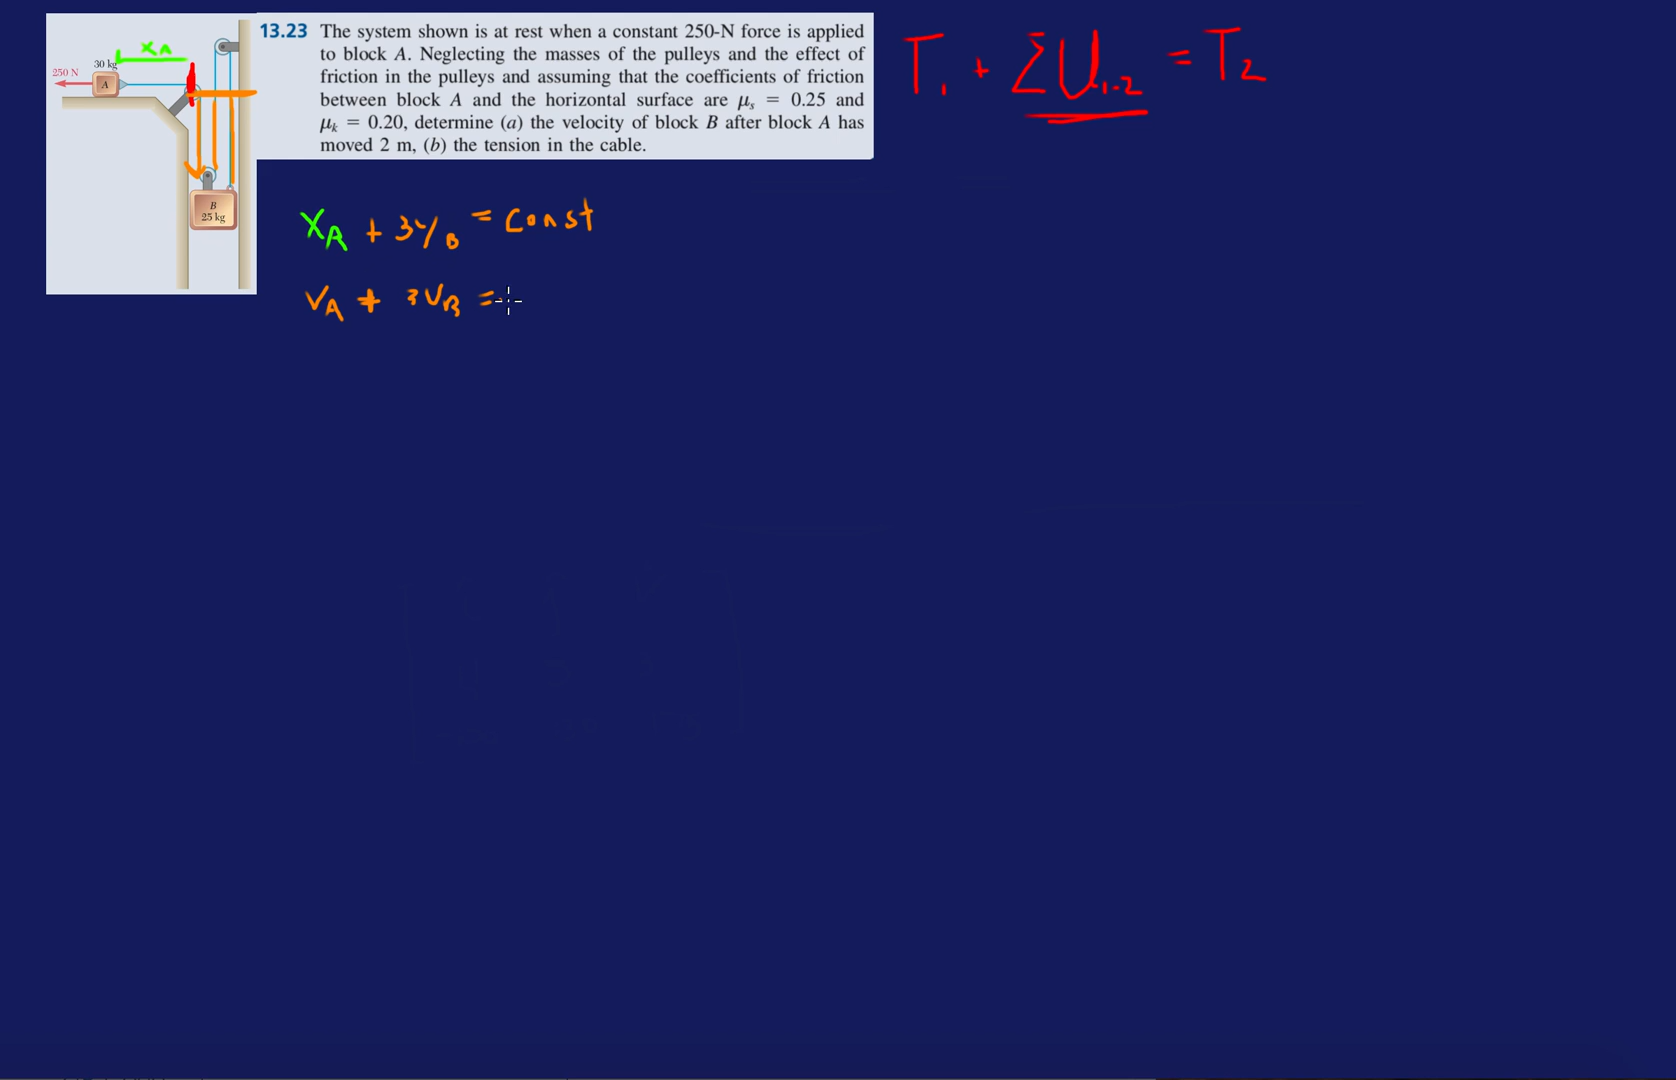 13.23 The system shown is at rest when a constant 250-N force is applied
to block A. Neglecting the masses of the pulleys and the effect of
friction in the pulleys and assuming that the coefficients of friction
between block A and the horizontal surface are μs = 0.25 and
μk = 0.20, determine (a) the velocity of block B after block A has
moved 2 m, (b) the tension in the cable.
T1 + ΣU1-2 = T2
XA
30 kg
250 N
A
B
25 kg
XA + 3YB = const
VA + 3VB =